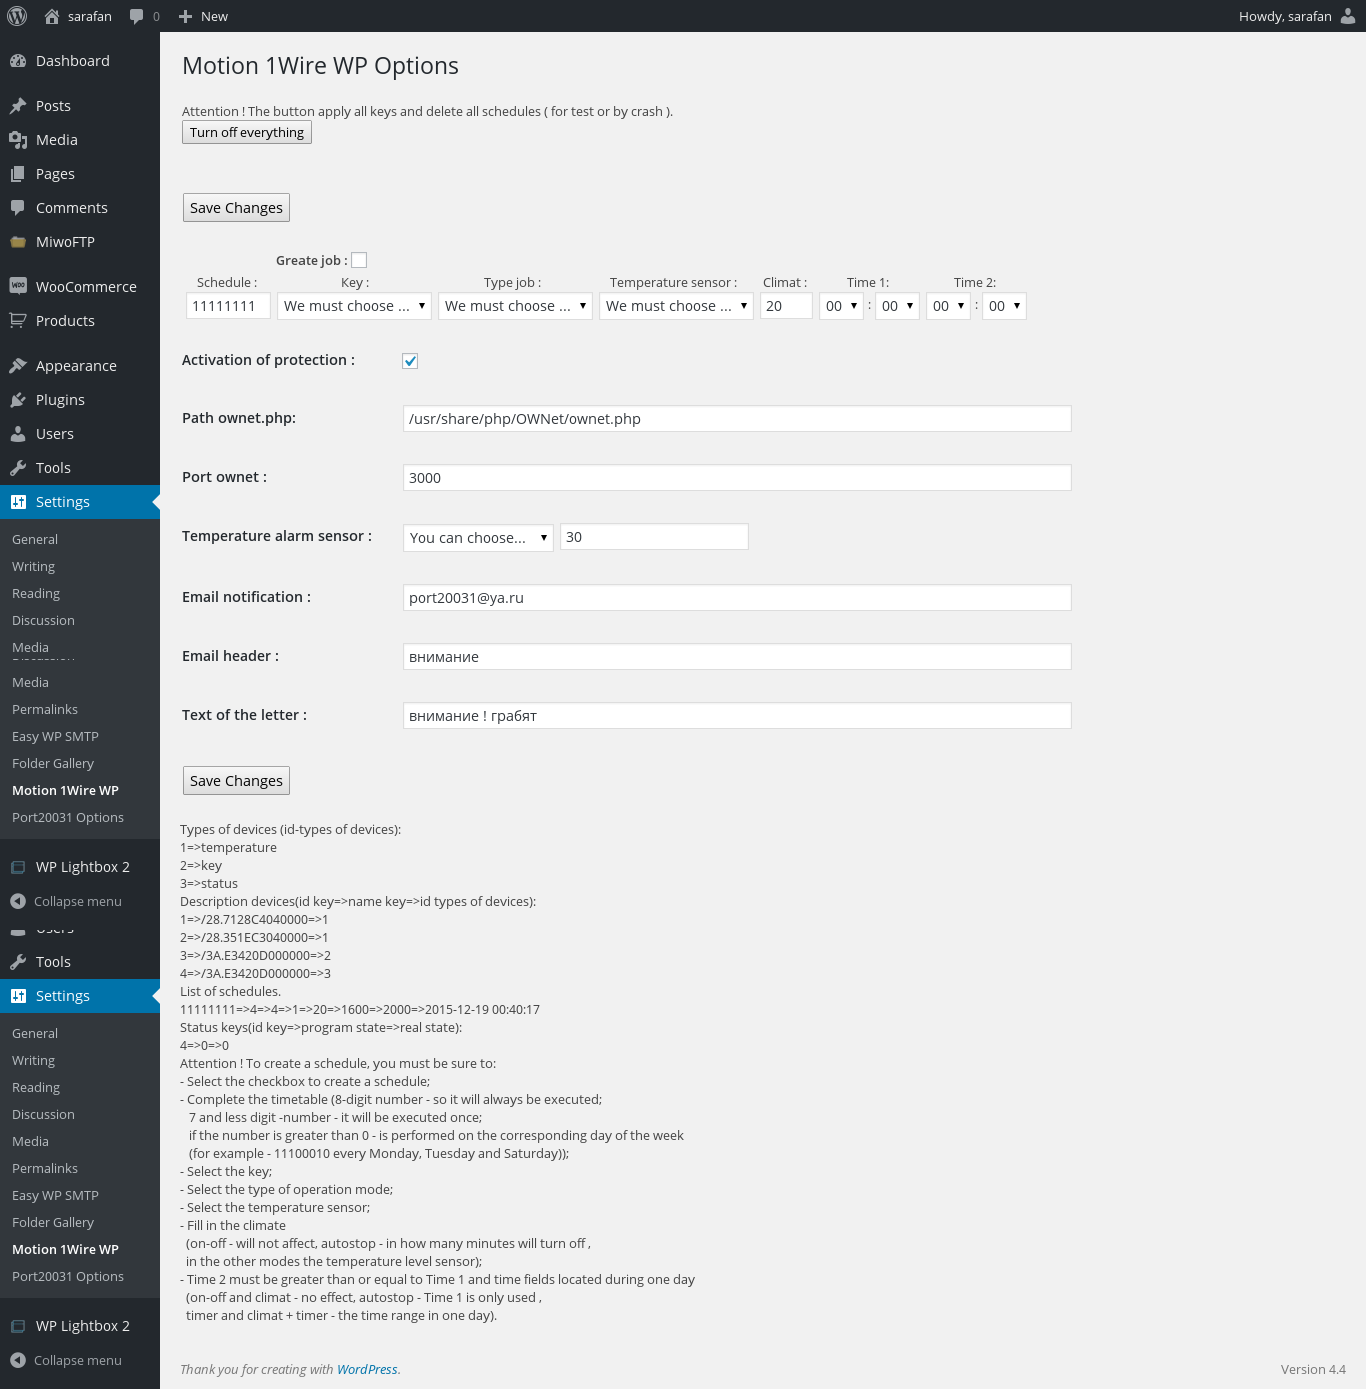 sarafan
0
New
Howdy, sarafan
Dashboard
Posts
Media
Pages
Comments
MiwoFTP
WooCommerce
Products
Appearance
Plugins
Users
Tools
Settings
General
Writing
Reading
Discussion
Media
Media
Permalinks
Easy WP SMTP
Folder Gallery
Motion 1Wire WP
Port20031 Options
WP Lightbox 2
Collapse menu
Users
Tools
Settings
General
Writing
Reading
Discussion
Media
Permalinks
Easy WP SMTP
Folder Gallery
Motion 1Wire WP
Port20031 Options
WP Lightbox 2
Collapse menu
Motion 1Wire WP Options
Attention ! The button apply all keys and delete all schedules ( for test or by crash ).
Turn off everything
Save Changes
Greate job :
Schedule : Key : Type job : Temperature sensor : Climat : Time 1: Time 2:
11111111 We must choose ... We must choose ... We must choose ... 20 00 : 00 00 : 00
Activation of protection :
Path ownet.php: /usr/share/php/OWNet/ownet.php
Port ownet : 3000
Temperature alarm sensor : You can choose... 30
Email notification : port20031@ya.ru
Email header : внимание
Text of the letter : внимание ! грабят
Save Changes
Types of devices (id-types of devices):
1=>temperature
2=>key
3=>status
Description devices(id key=>name key=>id types of devices):
1=>/28.7128C4040000=>1
2=>/28.351EC3040000=>1
3=>/3A.E3420D000000=>2
4=>/3A.E3420D000000=>3
List of schedules.
11111111=>4=>4=>1=>20=>1600=>2000=>2015-12-19 00:40:17
Status keys(id key=>program state=>real state):
4=>0=>0
Attention ! To create a schedule, you must be sure to:
- Select the checkbox to create a schedule;
- Complete the timetable (8-digit number - so it will always be executed;
7 and less digit -number - it will be executed once;
if the number is greater than 0 - is performed on the corresponding day of the week
(for example - 11100010 every Monday, Tuesday and Saturday));
- Select the key;
- Select the type of operation mode;
- Select the temperature sensor;
- Fill in the climate
(on-off - will not affect, autostop - in how many minutes will turn off ,
in the other modes the temperature level sensor);
- Time 2 must be greater than or equal to Time 1 and time fields located during one day
(on-off and climat - no effect, autostop - Time 1 is only used ,
timer and climat + timer - the time range in one day).
Thank you for creating with WordPress.
Version 4.4